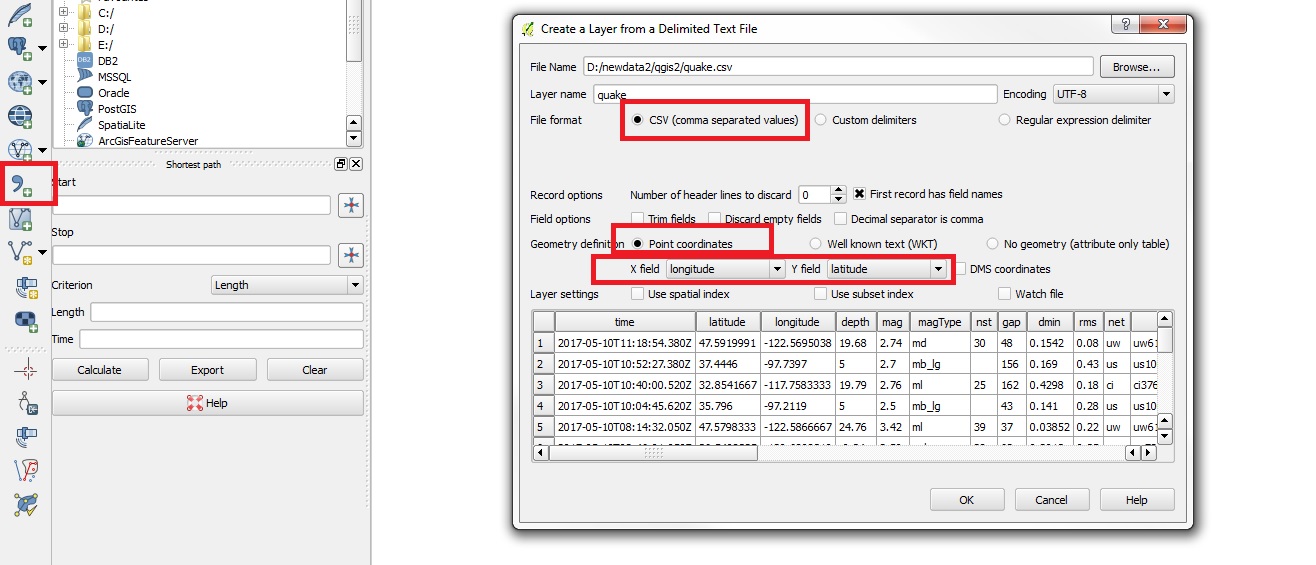 C:/
D:/
E:/
DB2
MSSQL
Oracle
PostGIS
SpatiaLite
ArcGisFeatureServer
Shortest path
Start
Stop
Criterion Length
Length
Time
Calculate Export Clear
Help
Create a Layer from a Delimited Text File
File Name D:/newdata2/qgis2/quake.csv Browse...
Layer name quake Encoding UTF-8
File format CSV (comma separated values) Custom delimiters Regular expression delimiter
Record options Number of header lines to discard 0 First record has field names
Field options Trim fields Discard empty fields Decimal separator is comma
Geometry definition Point coordinates Well known text (WKT) No geometry (attribute only table)
X field longitude Y field latitude DMS coordinates
Layer settings Use spatial index Use subset index Watch file
time latitude longitude depth mag magType nst gap dmin rms net
1 2017-05-10T11:18:54.380Z 47.5919991 -122.5695038 19.68 2.74 md 30 48 0.1542 0.08 uw uw61
2 2017-05-10T10:52:27.380Z 37.4446 -97.7397 5 2.7 mb_lg 156 0.169 0.43 us us10
3 2017-05-10T10:40:00.520Z 32.8541667 -117.7583333 19.79 2.76 ml 25 162 0.4298 0.18 ci ci376
4 2017-05-10T10:04:45.620Z 35.796 -97.2119 5 2.5 mb_lg 43 0.141 0.28 us us10
5 2017-05-10T08:14:32.050Z 47.5798333 -122.5866667 24.76 3.42 ml 39 37 0.03852 0.22 uw uw61
OK Cancel Help